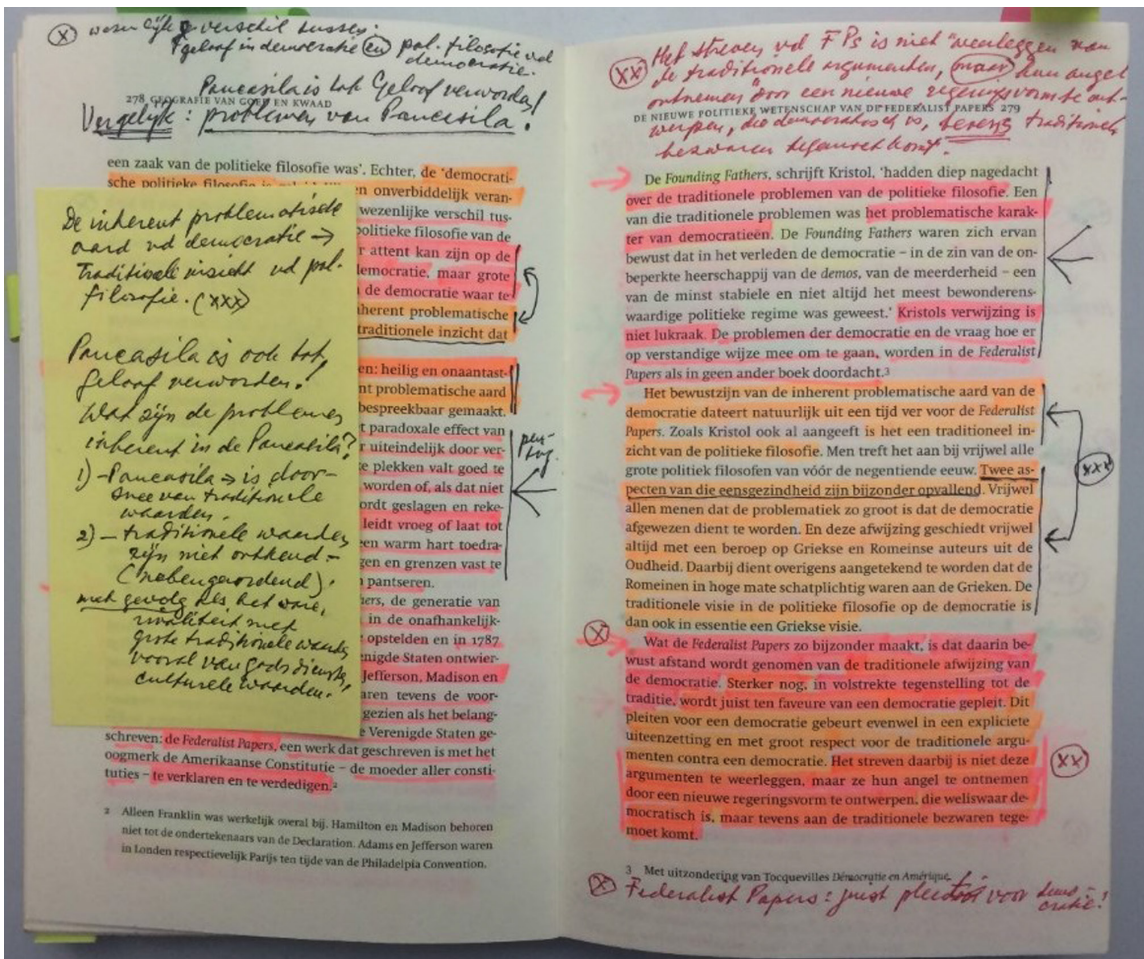 (X) wezenlijke verschil tussen:
geloof in democratie (en) pol. filosofie vd
democratie.
Pancasila is tot Geloof verworden!
278 GEOGRAFIE VAN GOED EN KWAAD
Vergelijk: problemen van Pancasila!
een zaak van de politieke filosofie was’. Echter, de ‘democrati-
sche politieke filosofie
en onverbiddelijk veran-
wezenlijke verschil tus-
politieke filosofie van de
r attent kan zijn op de
democratie, maar grote
de democratie waar te
nherent problematische
traditionele inzicht dat
en: heilig en onaantast-
nt problematische aard
bespreekbaar gemaakt.
t paradoxale effect van
uiteindelijk door ver-
e plekken valt goed te
worden of, als dat niet
ordt geslagen en reke-
leidt vroeg of laat tot
een warm hart toedra-
gen en grenzen vast te
pantseren.
ers, de generatie van
in de onafhankelijk-
opstelden en in 1787
enigde Staten ontwier-
Jefferson, Madison en
aren tevens de voor-
gezien als het belang-
e Verenigde Staten ge-
schreven: de Federalist Papers, een werk dat geschreven is met het
oogmerk de Amerikaanse Constitutie – de moeder aller consti-
tuties – te verklaren en te verdedigen.²
2 Alleen Franklin was werkelijk overal bij. Hamilton en Madison behoren
niet tot de ondertekenaars van de Declaration. Adams en Jefferson waren
in Londen respectievelijk Parijs ten tijde van de Philadelpia Convention.
De inherent problematische
aard vd democratie →
Traditionele inzicht vd pol.
filosofie. (xxx)
Pancasila is ook tot
geloof verworden!
Wat zijn de problemen
inherent in de Pancasila?
1) - Pancasila → is door-
snee van traditionele
waarden.
2) - traditionele waarden
zijn niet ontkend -
(nebengeordend).
met gevolg als het ware,
rivaliteit met
grote traditionele waarden
vooral van godsdienst,
culturele waarden.
(XX) Het streven vd FPs is niet "weerleggen van
de traditionele argumenten, (maar) hun angel
ontnemen" door een nieuwe regeringsvorm te ont-
DE NIEUWE POLITIEKE WETENSCHAP VAN DE FEDERALIST PAPERS 279
werpen, die democratisch is, tevens traditionele
bezwaren tegemoet komt.
De Founding Fathers, schrijft Kristol, ‘hadden diep nagedacht
over de traditionele problemen van de politieke filosofie. Een
van die traditionele problemen was het problematische karak-
ter van democratieën. De Founding Fathers waren zich ervan
bewust dat in het verleden de democratie – in de zin van de on-
beperkte heerschappij van de demos, van de meerderheid – een
van de minst stabiele en niet altijd het meest bewonderens-
waardige politieke regime was geweest.’ Kristols verwijzing is
niet lukraak. De problemen der democratie en de vraag hoe er
op verstandige wijze mee om te gaan, worden in de Federalist
Papers als in geen ander boek doordacht.³
Het bewustzijn van de inherent problematische aard van de
democratie dateert natuurlijk uit een tijd ver voor de Federalist
Papers. Zoals Kristol ook al aangeeft is het een traditioneel in-
zicht van de politieke filosofie. Men treft het aan bij vrijwel alle
grote politiek filosofen van vóór de negentiende eeuw. Twee as-
pecten van die eensgezindheid zijn bijzonder opvallend. Vrijwel
allen menen dat de problematiek zo groot is dat de democratie
afgewezen dient te worden. En deze afwijzing geschiedt vrijwel
altijd met een beroep op Griekse en Romeinse auteurs uit de
Oudheid. Daarbij dient overigens aangetekend te worden dat de
Romeinen in hoge mate schatplichtig waren aan de Grieken. De
traditionele visie in de politieke filosofie op de democratie is
dan ook in essentie een Griekse visie.
(xxx)
(X)
Wat de Federalist Papers zo bijzonder maakt, is dat daarin be-
wust afstand wordt genomen van de traditionele afwijzing van
de democratie. Sterker nog, in volstrekte tegenstelling tot de
traditie, wordt juist ten faveure van een democratie gepleit. Dit
pleiten voor een democratie gebeurt evenwel in een expliciete
uiteenzetting en met groot respect voor de traditionele argu-
menten contra een democratie. Het streven daarbij is niet deze
argumenten te weerleggen, maar ze hun angel te ontnemen
door een nieuwe regeringsvorm te ontwerpen, die weliswaar de-
mocratisch is, maar tevens aan de traditionele bezwaren tege-
moet komt.
(XX)
3 Met uitzondering van Tocquevilles Démocratie en Amérique.
(X) Federalist Papers: juist pleidooi voor demo-
cratie!